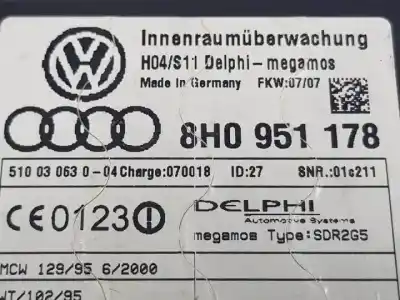 Innenraumüberwachung
H04/S11 Delphi-megamos
Made in Germany FKW:07/07
8H0 951 178
510 03 063 0-04 Charge:070018 ID:27 SNR.:01c211
CE0123
DELPHI
Automotive Systems
megamos Type:SDR2G5
MCW 129/95 6/2000
WT/102/95